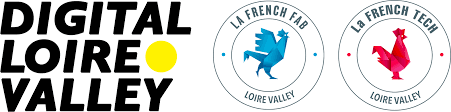 DIGITAL
LOIRE
VALLEY
LA FRENCH FAB
LOIRE VALLEY
La FRENCH TECH
LOIRE VALLEY